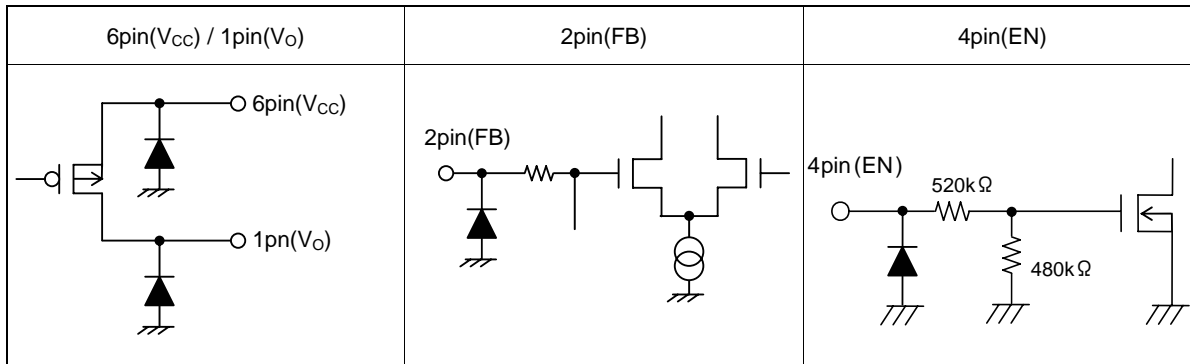 6pin(VCC) / 1pin(VO)
2pin(FB)
4pin(EN)
6pin(VCC)
1pn(VO)
2pin(FB)
4pin(EN)
520kΩ
480kΩ